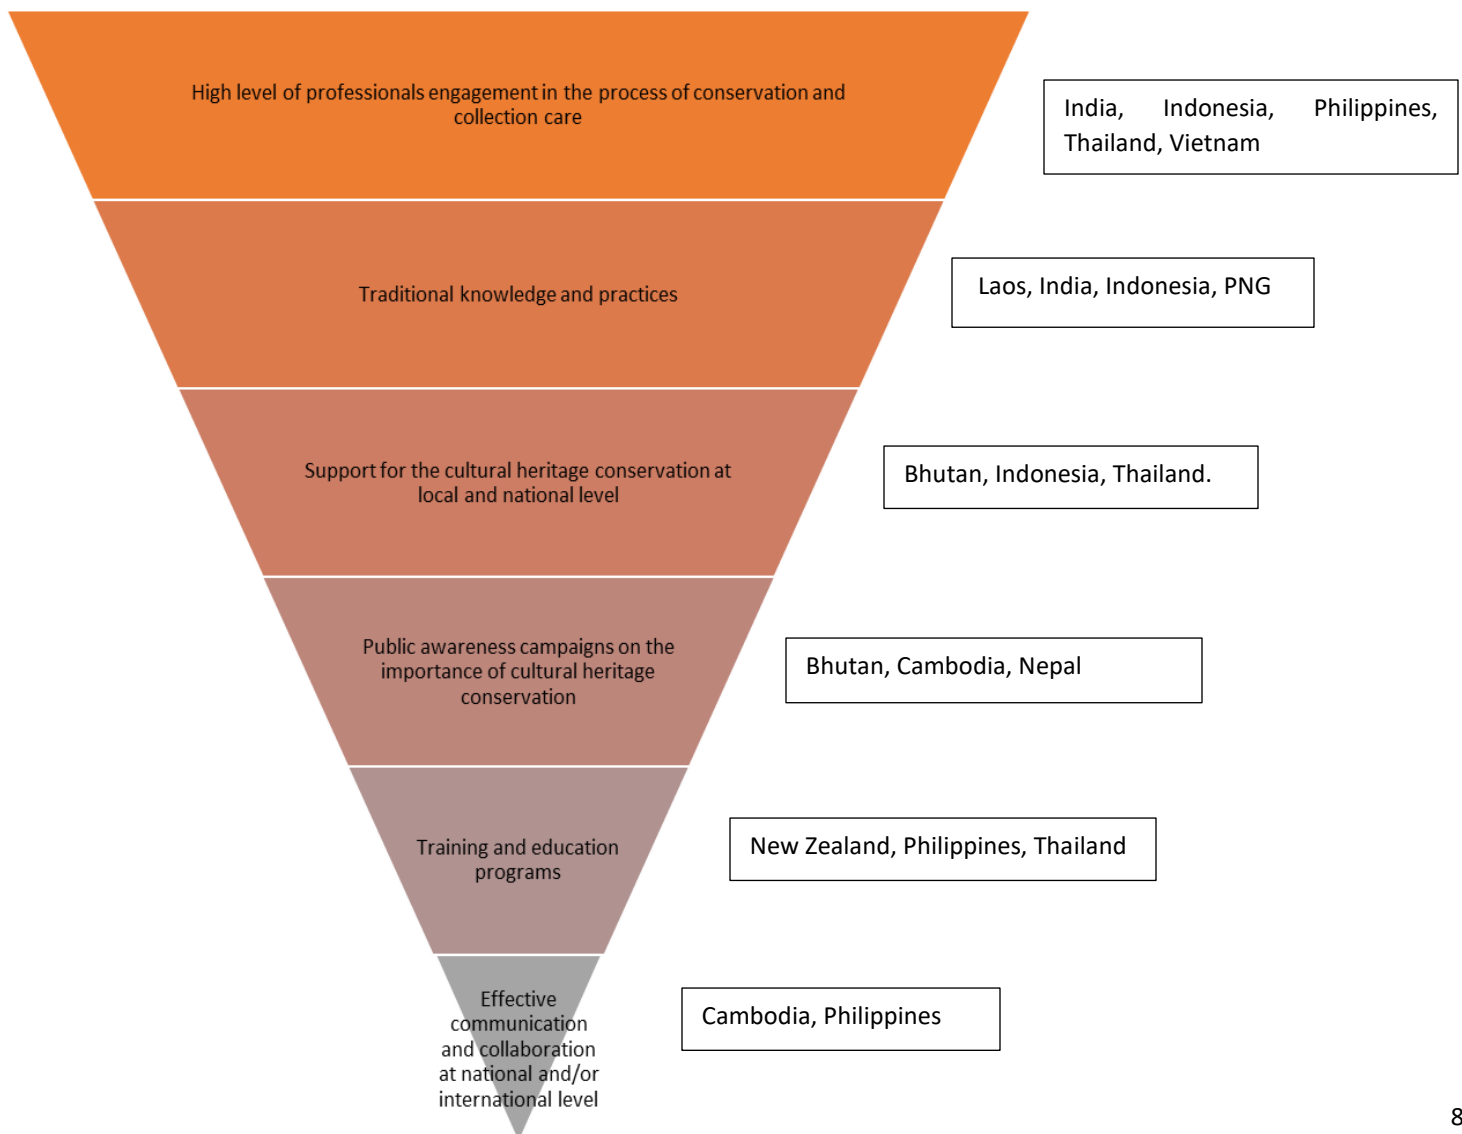 High level of professionals engagement in the process of conservation and
collection care
India, Indonesia, Philippines,
Thailand, Vietnam
Traditional knowledge and practices
Laos, India, Indonesia, PNG
Support for the cultural heritage conservation at
local and national level
Bhutan, Indonesia, Thailand.
Public awareness campaigns on the
importance of cultural heritage
conservation
Bhutan, Cambodia, Nepal
Training and education
programs
New Zealand, Philippines, Thailand
Effective
communication
and collaboration
at national and/or
international level
Cambodia, Philippines
8